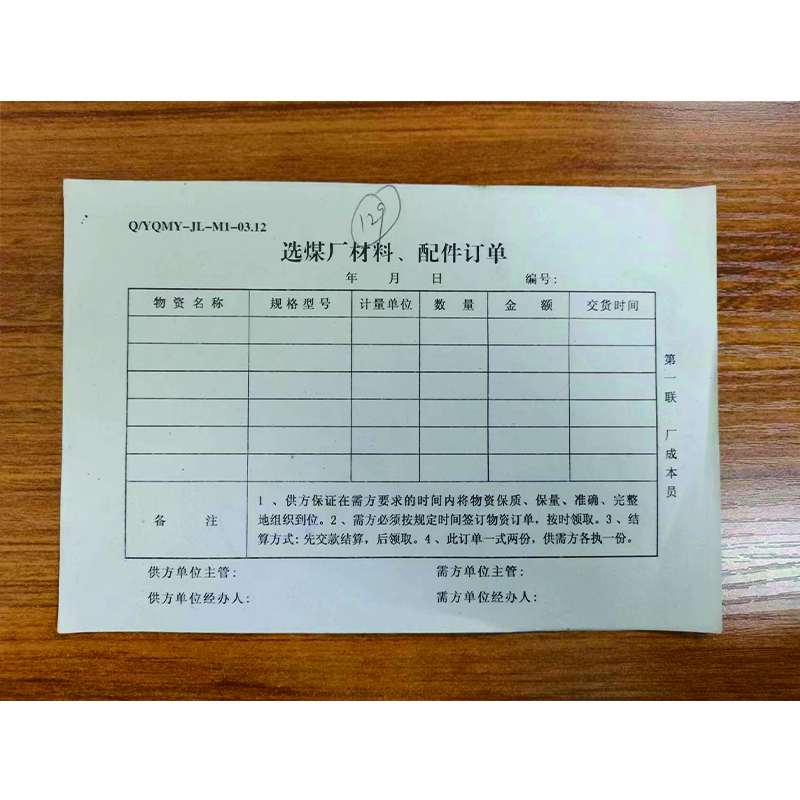 129
Q/YQMY-JL-M1-03.12
选煤厂材料、配件订单
年 月 日 编号:
物资名称 规格型号 计量单位 数量 金额 交货时间
备注
1、供方保证在需方要求的时间内将物资保质、保量、准确、完整
地组织到位。2、需方必须按规定时间签订物资订单，按时领取。3、结
算方式:先交款结算，后领取。4、此订单一式两份，供需方各执一份。
供方单位主管: 需方单位主管:
供方单位经办人: 需方单位经办人:
第一联 厂成本员